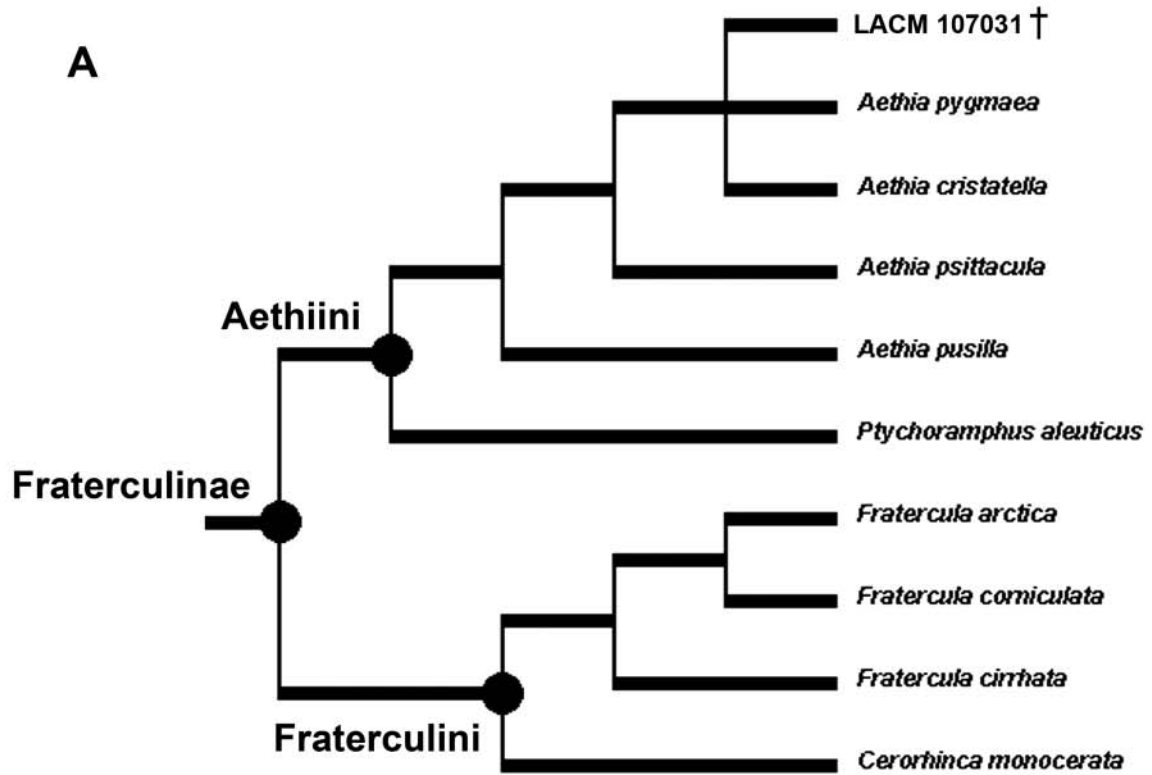 A
LACM 107031 †
Aethia pygmaea
Aethia cristatella
Aethia psittacula
Aethiini
Aethia pusilla
Ptychoramphus aleuticus
Fraterculinae
Fratercula arctica
Fratercula corniculata
Fratercula cirrhata
Fraterculini
Cerorhinca monocerata